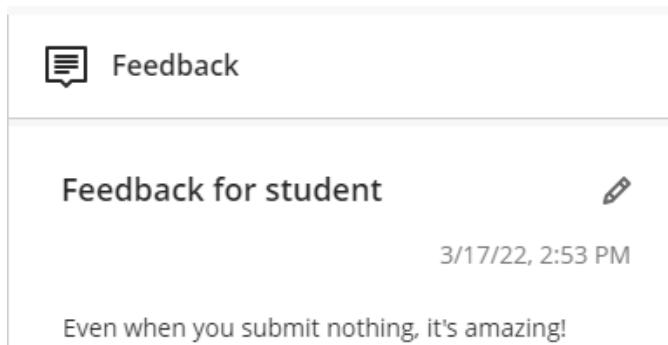 Feedback
Feedback for student
3/17/22, 2:53 PM
Even when you submit nothing, it's amazing!